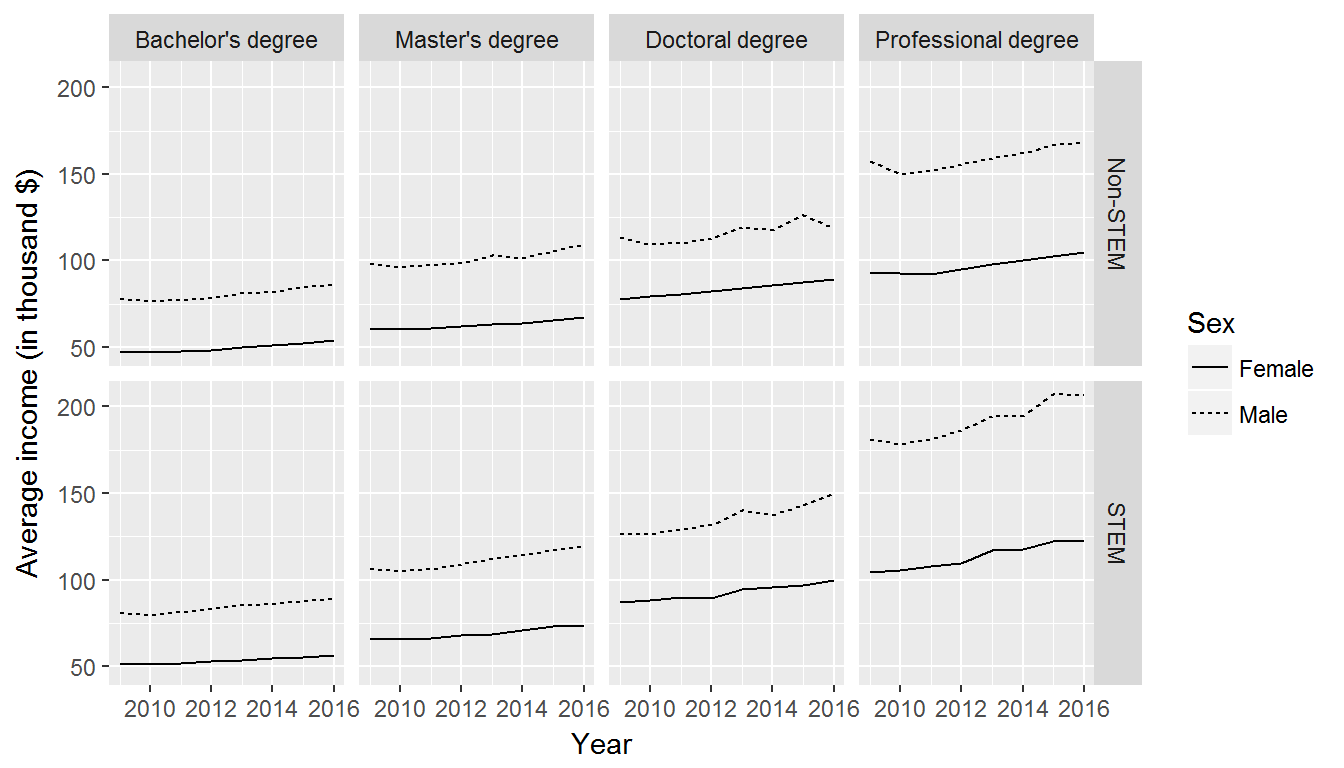 Bachelor's degree
Master's degree
Doctoral degree
Professional degree
200
150
100
50
Non-STEM
200
150
100
50
STEM
Average income (in thousand $)
2010 2012 2014 2016
2010 2012 2014 2016
2010 2012 2014 2016
2010 2012 2014 2016
Year
Sex
Female
Male